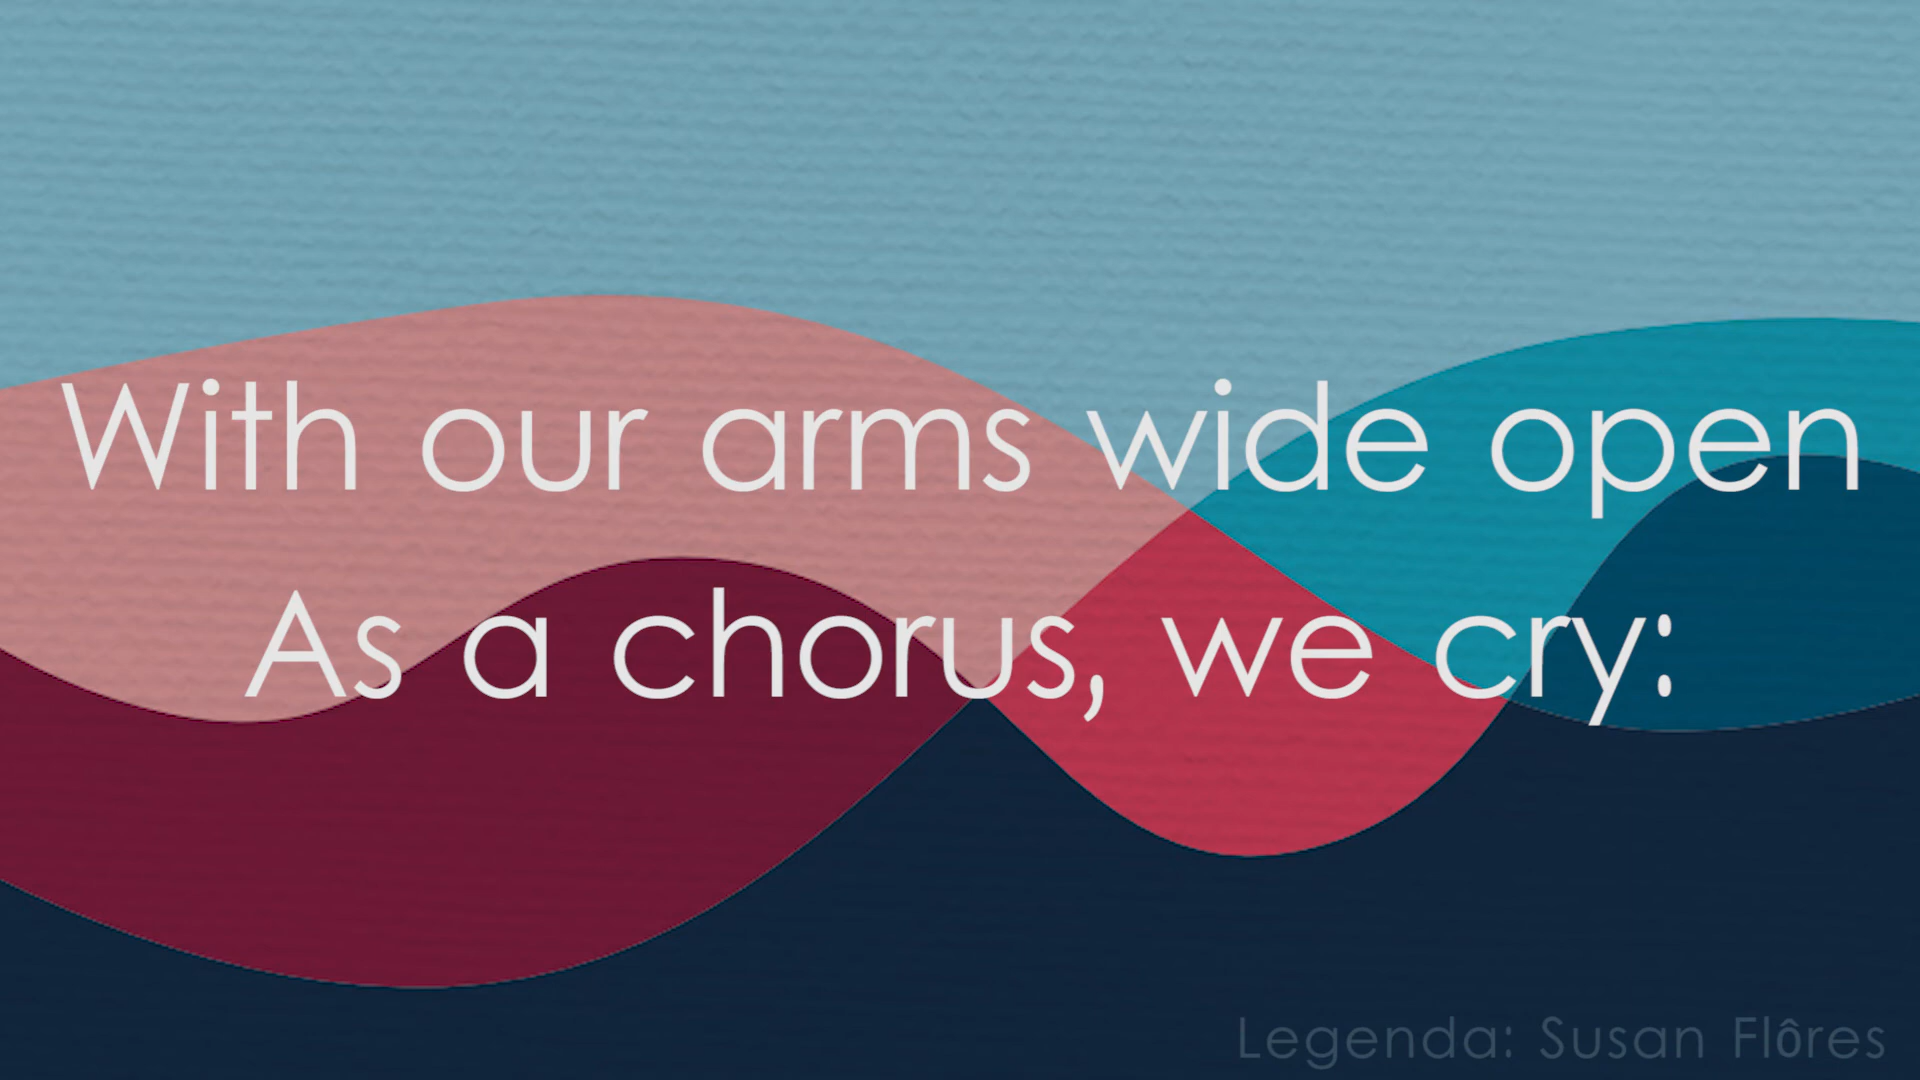 With our arms wide open
As a chorus, we cry:
Legenda: Susan Flôres